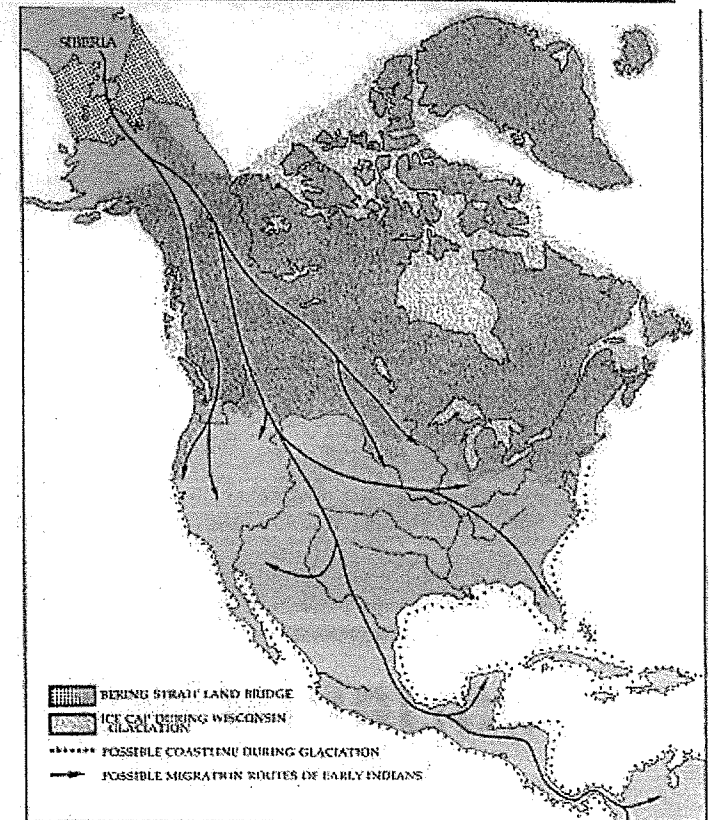 SIBERIA
BERING STRAIT LAND BRIDGE
ICE CAP DURING WISCONSIN
GLACIATION
POSSIBLE COASTLINE DURING GLACIATION
POSSIBLE MIGRATION ROUTES OF EARLY INDIANS